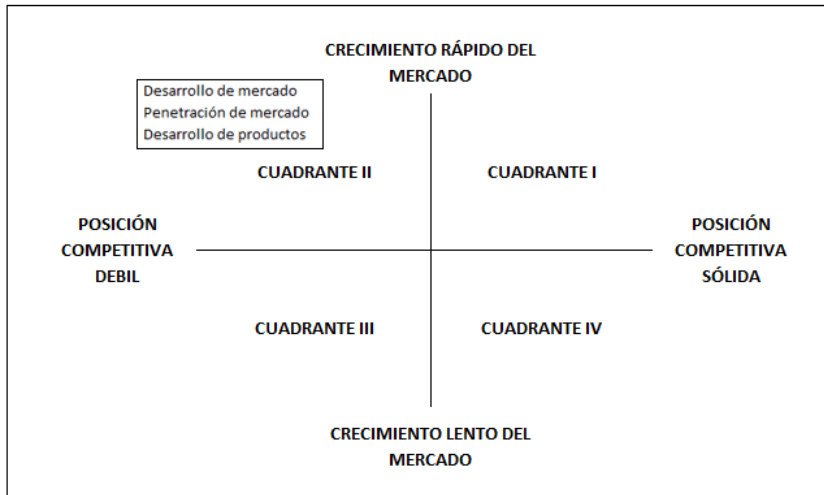 CRECIMIENTO RÁPIDO DEL
MERCADO
Desarrollo de mercado
Penetración de mercado
Desarrollo de productos
CUADRANTE II
CUADRANTE I
POSICIÓN
COMPETITIVA
DEBIL
POSICIÓN
COMPETITIVA
SÓLIDA
CUADRANTE III
CUADRANTE IV
CRECIMIENTO LENTO DEL
MERCADO